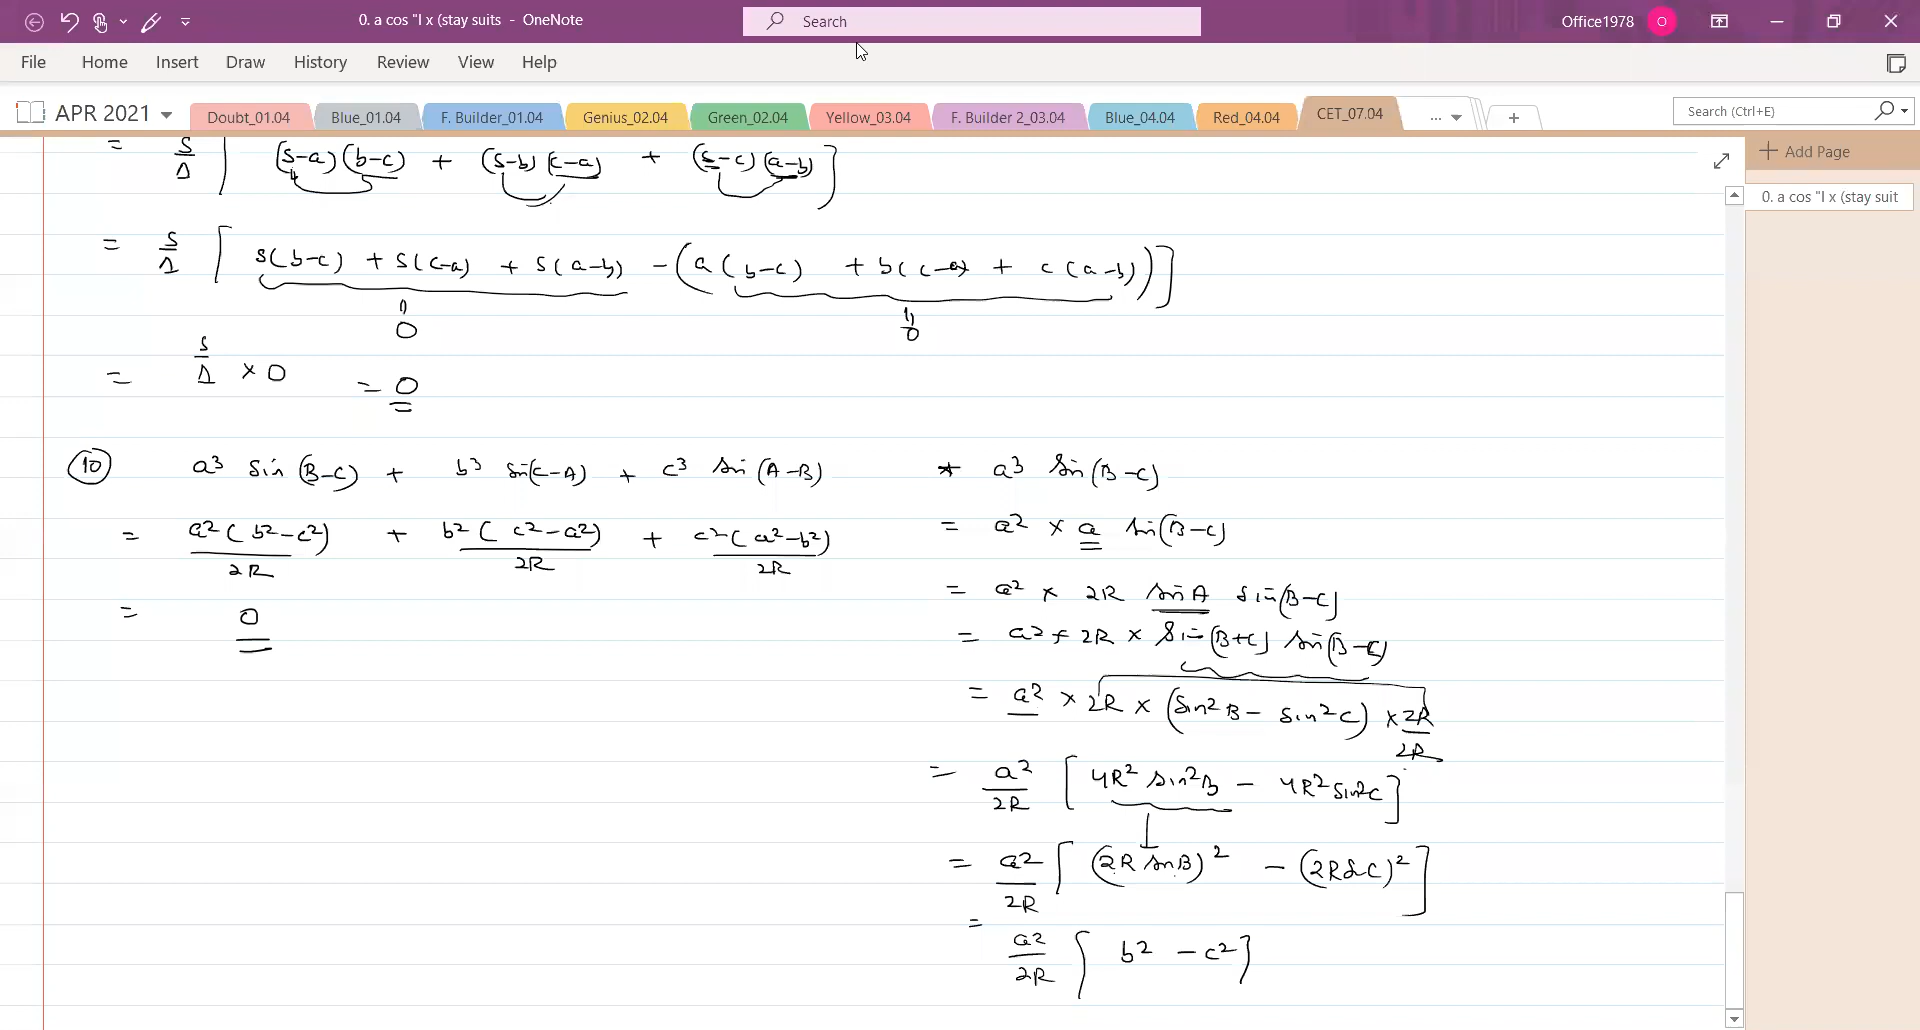 0. a cos "l x (stay suits - OneNote
Search
Office1978 O
File Home Insert Draw History Review View Help
APR 2021
Doubt_01.04 Blue_01.04 F. Builder_01.04 Genius_02.04 Green_02.04 Yellow_03.04 F. Builder 2_03.04 Blue_04.04 Red_04.04 CET_07.04 ... +
Search (Ctrl+E)
+ Add Page
0. a cos "l x (stay suit
= s/Δ [ (s-a)(b-c) + (s-b)(c-a) + (s-c)(a-b) ]
= s/Δ [ s(b-c) + s(c-a) + s(a-b) - (a(b-c) + b(c-a) + c(a-b)) ]
0 0
= s/Δ × 0 = 0
10 a³ sin (B-C) + b³ sin(C-A) + c³ sin (A-B)
= a²(b²-c²)/2R + b²(c²-a²)/2R + c²(a²-b²)/2R
= 0
* a³ sin(B-C)
= a² × a sin(B-C)
= a² × 2R sinA sin(B-C)
= a² × 2R × sin(B+C) sin(B-C)
= a² × 2R × (sin²B - sin²C) × 2R/2R
= a²/2R [ 4R² sin²B - 4R² sin²C ]
= a²/2R [ (2R sinB)² - (2R sC)² ]
= a²/2R [ b² - c² ]